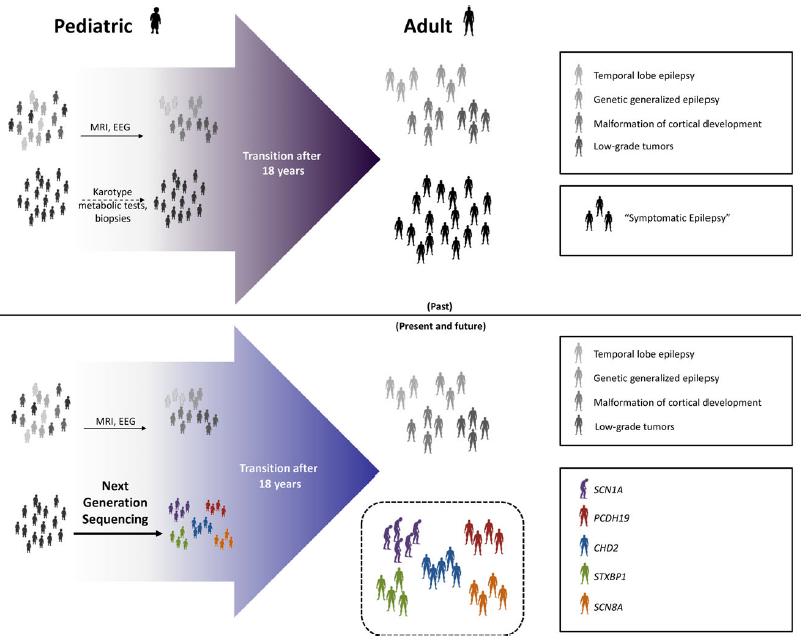 Pediatric
Adult
MRI, EEG
Karotype
metabolic tests,
biopsies
Transition after
18 years
Temporal lobe epilepsy
Genetic generalized epilepsy
Malformation of cortical development
Low-grade tumors
“Symptomatic Epilepsy”
(Past)
(Present and future)
MRI, EEG
Next
Generation
Sequencing
Transition after
18 years
Temporal lobe epilepsy
Genetic generalized epilepsy
Malformation of cortical development
Low-grade tumors
SCN1A
PCDH19
CHD2
STXBP1
SCN8A